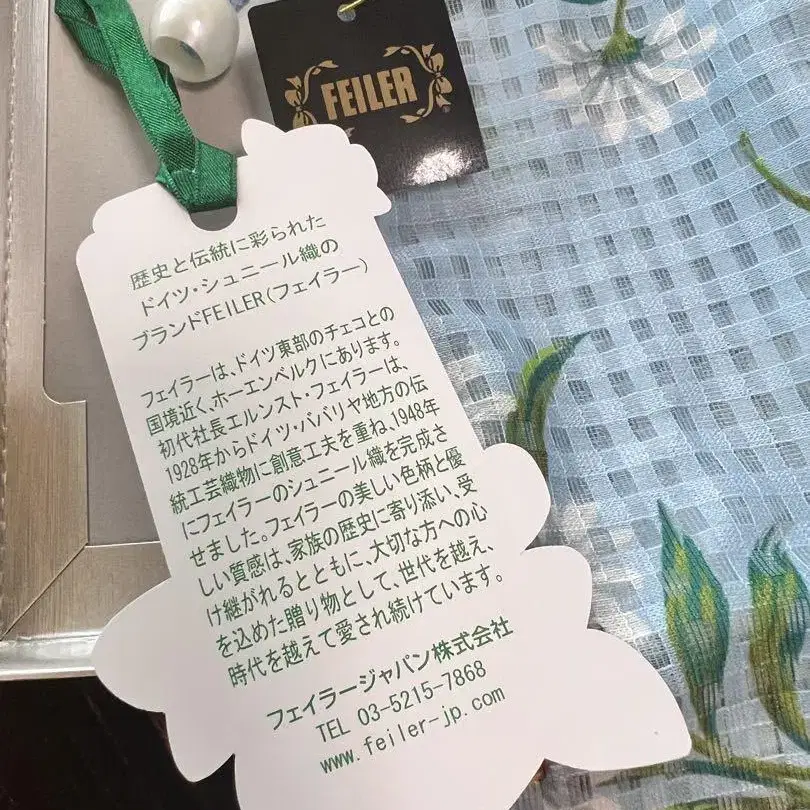 FEILER
歴史と伝統に彩られた
ドイツ・シュニール織の
ブランドFEILER(フェイラー)
フェイラーは、ドイツ東部のチェコとの
国境近く、ホーエンベルクにあります。
初代社長エルンスト・フェイラーは、
1928年からドイツ・ババリヤ地方の伝
統工芸織物に創意工夫を重ね、1948年
にフェイラーのシュニール織を完成さ
せました。フェイラーの美しい色柄と優
しい質感は、家族の歴史に寄り添い、受
け継がれるとともに、大切な方への心
を込めた贈り物として、世代を越え、
時代を越えて愛され続けています。
フェイラージャパン株式会社
TEL 03-5215-7868
www.feiler-jp.com